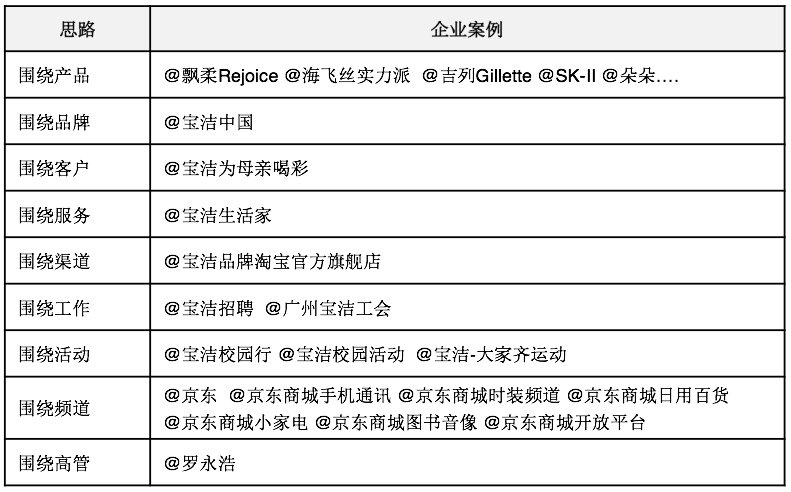 思路 企业案例
围绕产品 @飘柔Rejoice @海飞丝实力派 @吉列Gillette @SK-II @朵朵....
围绕品牌 @宝洁中国
围绕客户 @宝洁为母亲喝彩
围绕服务 @宝洁生活家
围绕渠道 @宝洁品牌淘宝官方旗舰店
围绕工作 @宝洁招聘 @广州宝洁工会
围绕活动 @宝洁校园行 @宝洁校园活动 @宝洁-大家齐运动
围绕频道 @京东 @京东商城手机通讯 @京东商城时装频道 @京东商城日用百货
@京东商城小家电 @京东商城图书音像 @京东商城开放平台
围绕高管 @罗永浩